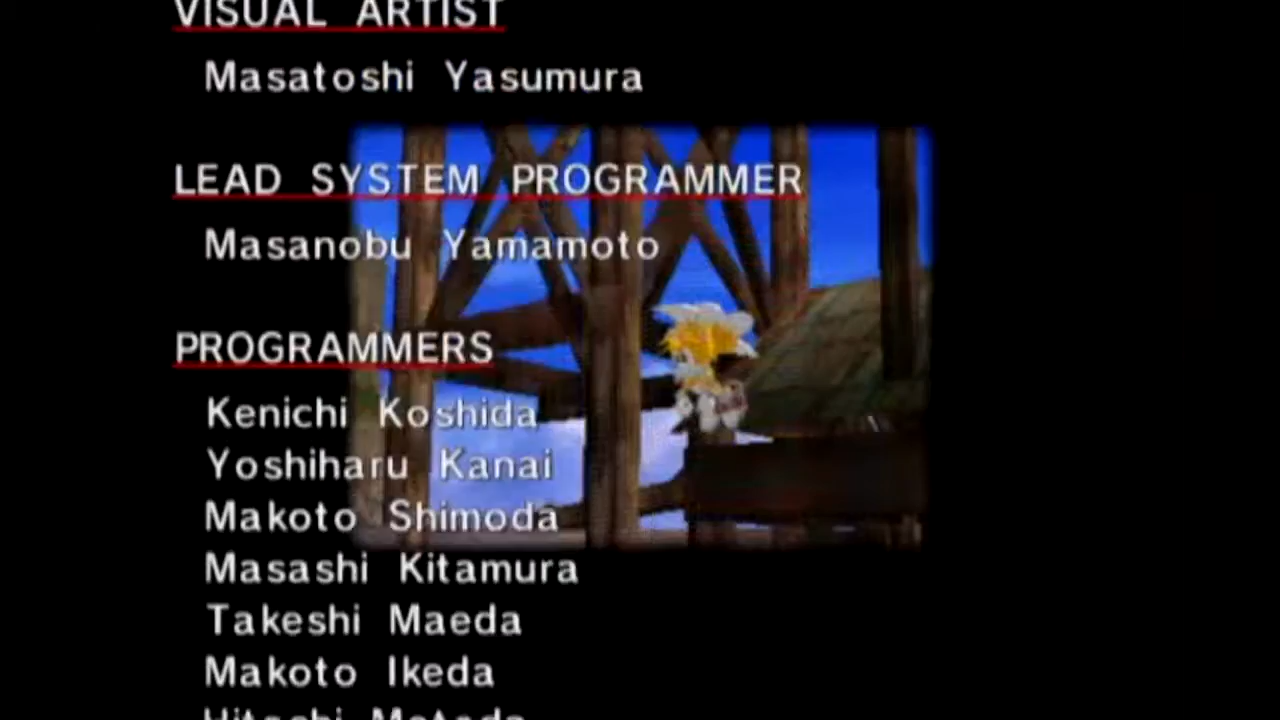 VISUAL ARTIST
Masatoshi Yasumura
LEAD SYSTEM PROGRAMMER
Masanobu Yamamoto
PROGRAMMERS
Kenichi Koshida
Yoshiharu Kanai
Makoto Shimoda
Masashi Kitamura
Takeshi Maeda
Makoto Ikeda